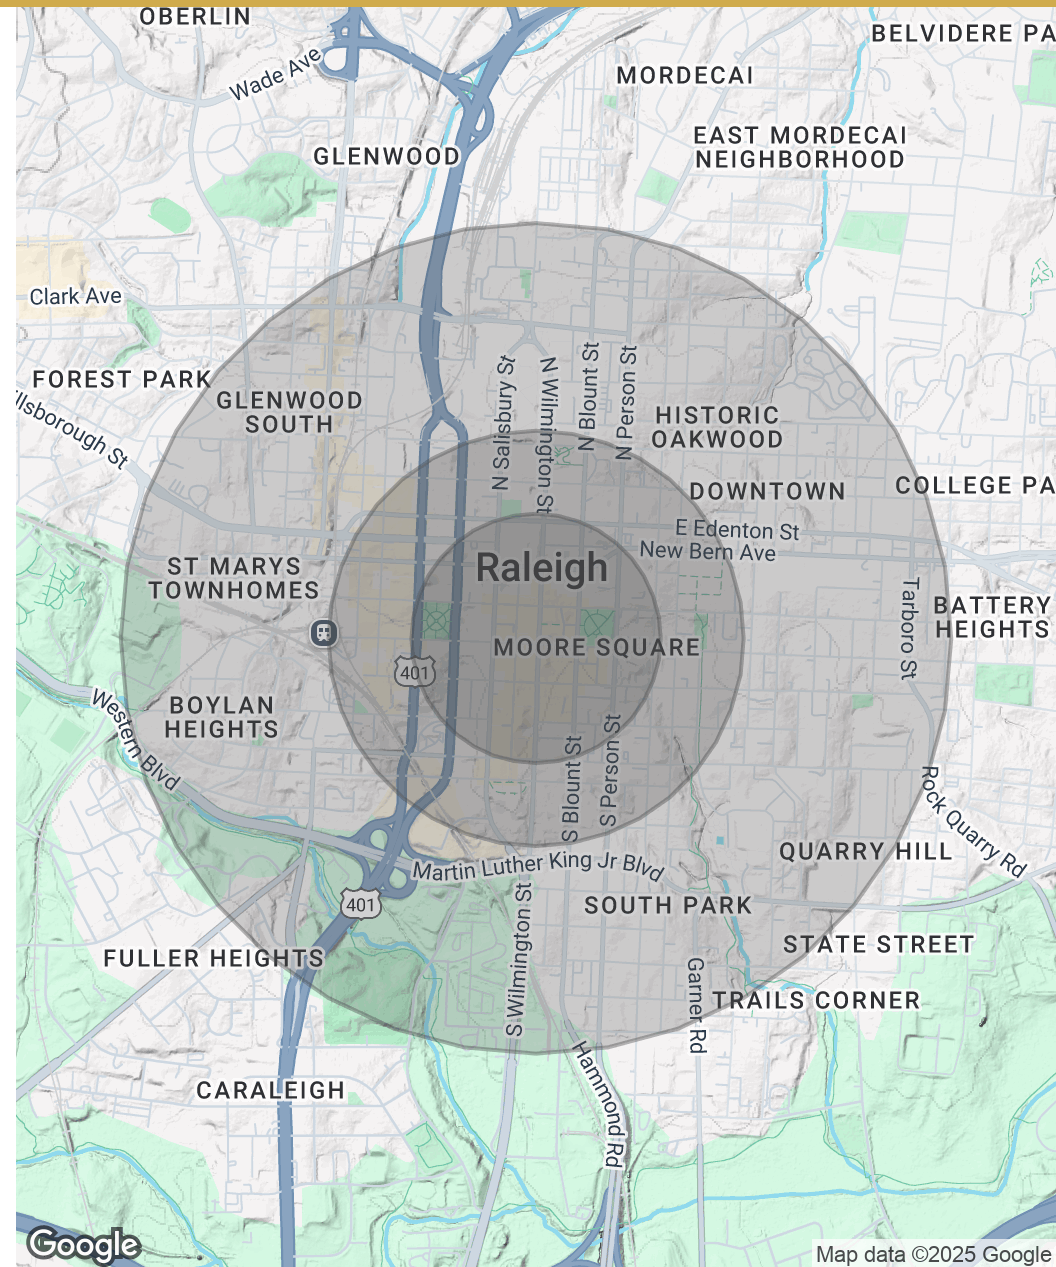 OBERLIN
BELVIDERE PA
Wade Ave
MORDECAI
EAST MORDECAI
NEIGHBORHOOD
GLENWOOD
Clark Ave
FOREST PARK
illsborough St
GLENWOOD
SOUTH
N Salisbury St
N Wilmington St
N Blount St
N Person St
HISTORIC
OAKWOOD
DOWNTOWN
COLLEGE PA
E Edenton St
New Bern Ave
Raleigh
ST MARYS
TOWNHOMES
Tarboro St
BATTERY
HEIGHTS
MOORE SQUARE
401
BOYLAN
HEIGHTS
Western Blvd
S Blount St
S Person St
Rock Quarry Rd
Martin Luther King Jr Blvd
QUARRY HILL
401
SOUTH PARK
S Wilmington St
STATE STREET
FULLER HEIGHTS
Garner Rd
TRAILS CORNER
Hammond Rd
CARALEIGH
Google
Map data ©2025 Google